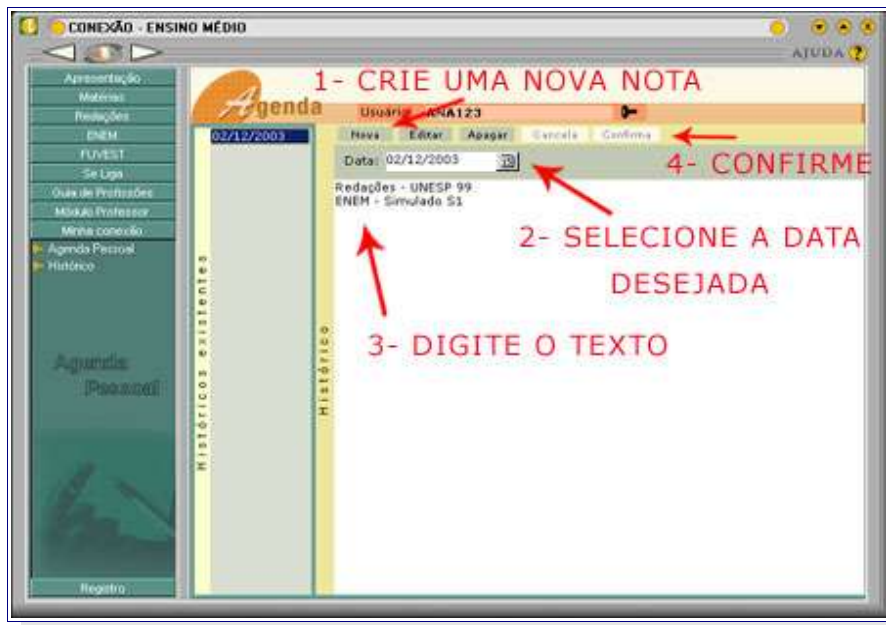 CONEXÃO - ENSINO MÉDIO
AJUDA ?
Apresentação
Matérias
Redações
ENEM
FUVEST
Se Liga
Guia de Profissões
Módulo Professor
Minha conexão
Agenda Pessoal
Histórico
Agenda
Pessoal
Registro
Agenda
1- CRIE UMA NOVA NOTA
Usuário ANA123
02/12/2003
Nova Editar Apagar Cancela Confirma
4- CONFIRME
Data: 02/12/2003
Redações - UNESP 99
ENEM - Simulado S1
2- SELECIONE A DATA
DESEJADA
3- DIGITE O TEXTO
Históricos existentes
Histórico